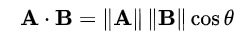 𝐀 · 𝐁 = ‖𝐀‖ ‖𝐁‖ cos θ